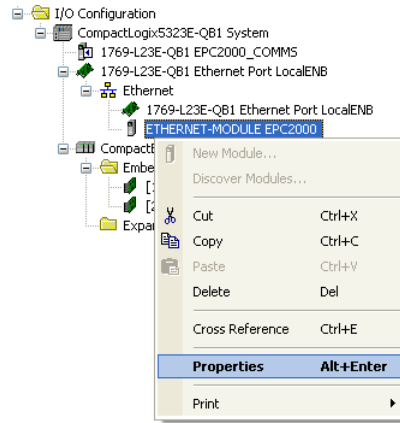 I/O Configuration
CompactLogix5323E-QB1 System
1769-L23E-QB1 EPC2000_COMMS
1769-L23E-QB1 Ethernet Port LocalENB
Ethernet
1769-L23E-QB1 Ethernet Port LocalENB
ETHERNET-MODULE EPC2000
New Module...
Discover Modules...
Cut Ctrl+X
Copy Ctrl+C
Paste Ctrl+V
Delete Del
Cross Reference Ctrl+E
Properties Alt+Enter
Print